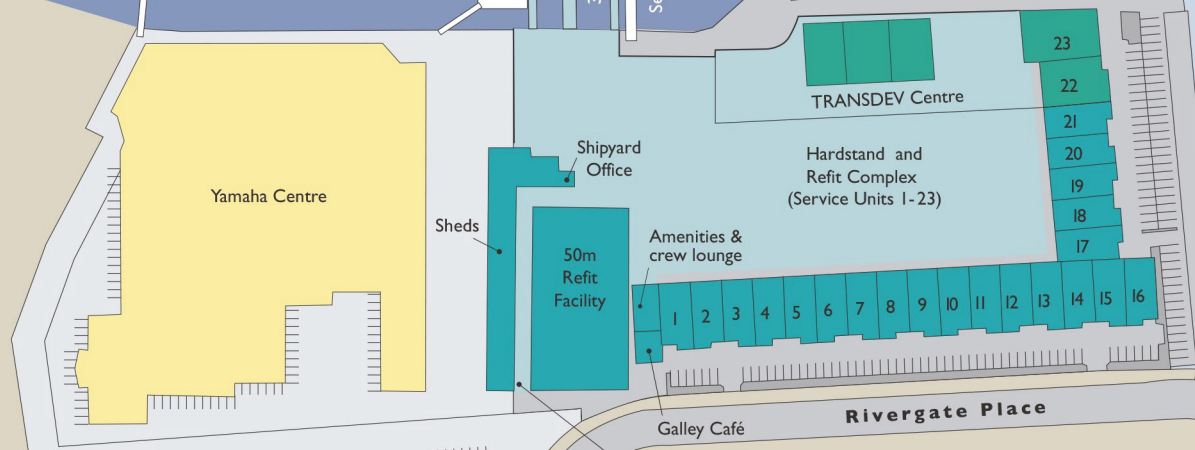 3
Se
23
22
TRANSDEV Centre
21
20
19
18
17
Hardstand and
Refit Complex
(Service Units 1-23)
Shipyard
Office
Yamaha Centre
Sheds
50m
Refit
Facility
Amenities &
crew lounge
1 2 3 4 5 6 7 8 9 10 11 12 13 14 15 16
Galley Café
Rivergate Place